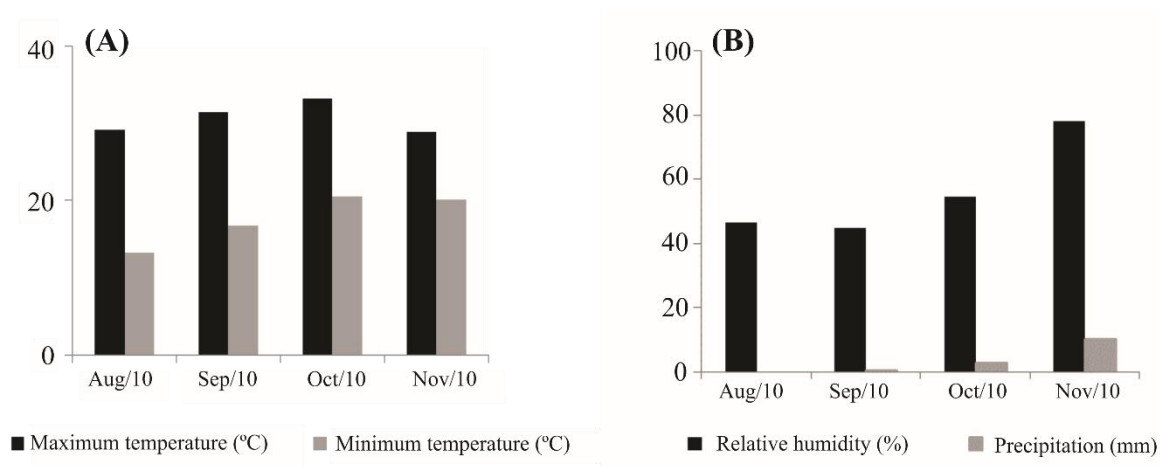 (A)
40
20
0
Aug/10 Sep/10 Oct/10 Nov/10
Maximum temperature (ºC) Minimum temperature (ºC)
(B)
100
80
60
40
20
0
Aug/10 Sep/10 Oct/10 Nov/10
Relative humidity (%) Precipitation (mm)